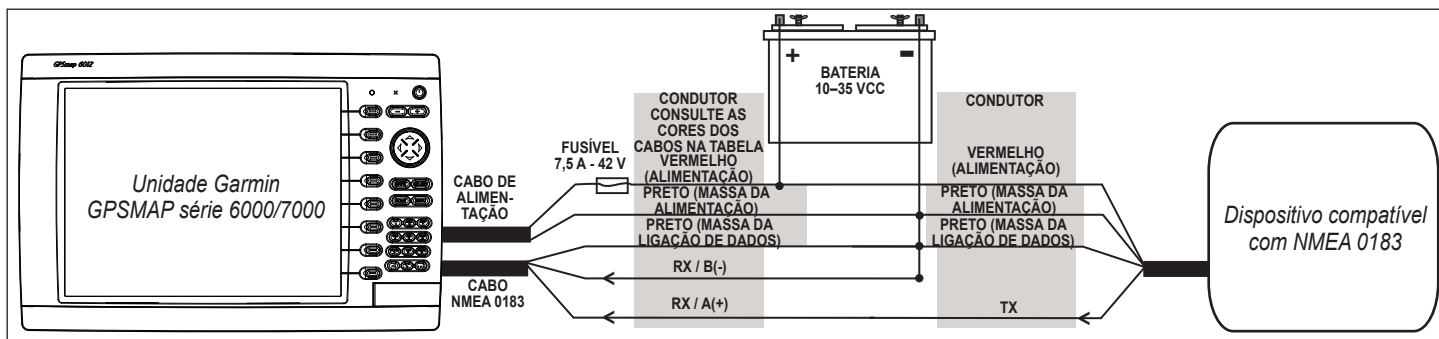 GPSmap 6012
Unidade Garmin
GPSMAP série 6000/7000
CABO DE
ALIMEN-
TAÇÃO
CABO
NMEA 0183
FUSÍVEL
7,5 A - 42 V
CONDUTOR
CONSULTE AS
CORES DOS
CABOS NA TABELA
VERMELHO
(ALIMENTAÇÃO)
PRETO (MASSA DA
ALIMENTAÇÃO)
PRETO (MASSA DA
LIGAÇÃO DE DADOS)
RX / B(-)
RX / A(+)
+
-
BATERIA
10–35 VCC
CONDUTOR
VERMELHO
(ALIMENTAÇÃO)
PRETO (MASSA DA
ALIMENTAÇÃO)
PRETO (MASSA DA
LIGAÇÃO DE DADOS)
TX
Dispositivo compatível
com NMEA 0183